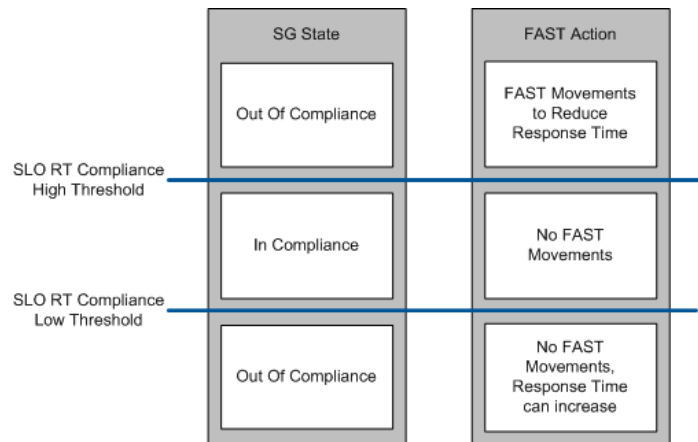 SG State
FAST Action
Out Of Compliance
FAST Movements
to Reduce
Response Time
SLO RT Compliance
High Threshold
In Compliance
No FAST
Movements
SLO RT Compliance
Low Threshold
Out Of Compliance
No FAST
Movements,
Response Time
can increase